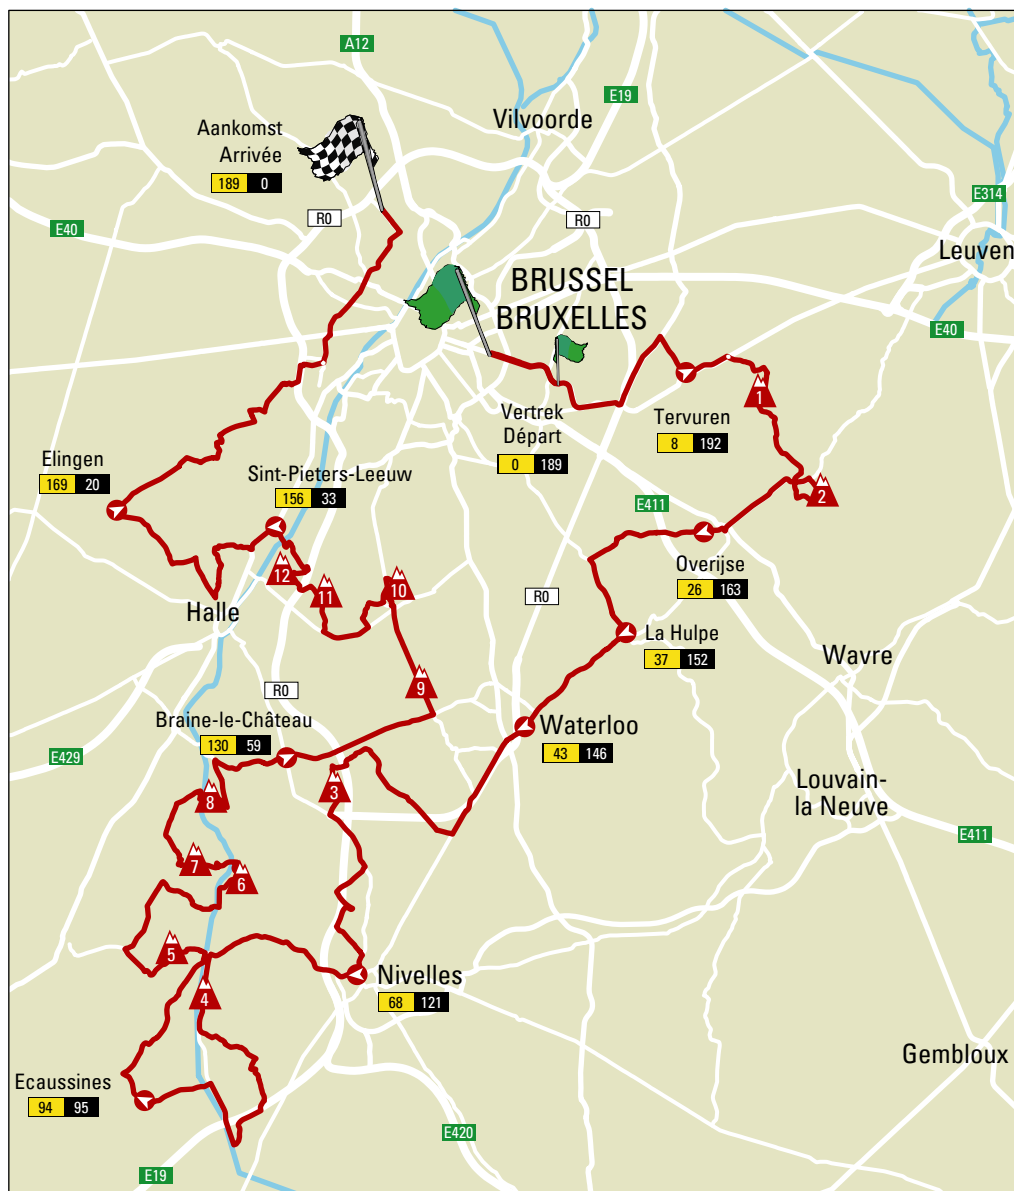 A12
E19
Vilvoorde
Aankomst
Arrivée
189 0
R0
R0
E314
E40
Leuven
BRUSSEL
BRUXELLES
E40
1
Vertrek
Départ
0 189
Tervuren
8 192
Elingen
169 20
Sint-Pieters-Leeuw
156 33
2
E411
Overijse
26 163
12
11
10
R0
Halle
La Hulpe
37 152
Wavre
9
R0
Braine-le-Château
130 59
Waterloo
43 146
E429
3
8
Louvain-
la Neuve
E411
7
6
5
4
Nivelles
68 121
Gembloux
Ecaussines
94 95
E420
E19